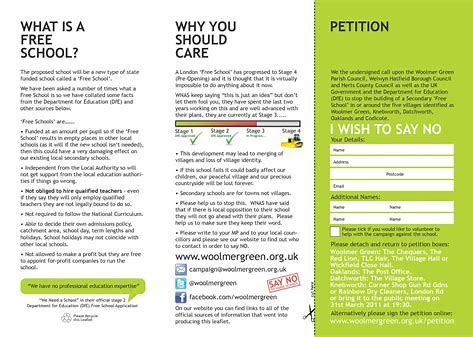 WHAT IS A
FREE
SCHOOL?
The proposed school will be a new type of state
funded school called a 'Free School'.
We have been asked a number of times what a
Free School is so we have collated some facts
from the Department for Education (DfE) and
other sources below.
'Free Schools' are.....
• Funded at an amount per pupil so if the 'Free
School' results in empty places in other local
schools (as it will if the new school isn't needed),
then this could have a very damaging effect on
our existing local secondary schools.
• Independent from the Local Authority so will
not get support from the local education authori-
ties if things go wrong.
• Not obliged to hire qualified teachers - even
if they say they will only employ qualified
teachers they are not legally bound to do so.
• Not required to follow the National Curriculum.
• Able to decide their own admissions policy,
catchment area, school day, term lengths and
holidays. School holidays may not coincide with
other local schools.
• Not allowed to make a profit but they are free
to appoint for-profit companies to run the
school.
"We have no professional education expertise"
"We Need a School" in their official stage 2
Department for Education (DfE) Free School Application
Please Recycle
this Leaflet
WHY YOU
SHOULD
CARE
A London 'Free School' has progressed to Stage 4
(Pre-Opening) and it is thought that it is virtually
impossible to do anything about it now.
WNAS keep saying "this is just an idea" but don't
let them fool you, they have spent the last two
years working on this and are well advanced with
their plans, they are currently at Stage 3......
Stage 1 Stage 2 Stage 3 Stage 4
• This development may lead to merging of
villages and loss of village identity.
• If this school fails it could badly affect our
children, our peaceful village and our precious
countryside will be lost forever.
• Secondary schools are for towns not villages.
• Please help us to stop this. WNAS have said
that if there is local opposition to their school
they will not go ahead with their plans. Please
help us to make sure they keep their word.
• Please write to your MP and to your local coun-
cillors and please see our website to find out who
to contact in order to say NO.
www.woolmergreen.org.uk
campaign@woolmergreen.org.uk
@woolmergreen
SAY NO
facebook.com/woolmergreen
On our website you can find links to all of the
official sources of information that went into
producing this leaflet.
PETITION
We the undersigned call upon the Woolmer Green
Parish Council, Welwyn Hatfield Borough Council
and Herts County Council as well as the UK
Government and the Department of Education
(DfE) to stop the building of a Secondary 'Free
School' in or around the five villages identified as
Woolmer Green, Knebworth, Datchworth,
Oaklands and Codicote.
I WISH TO SAY NO
Your Details:
Name
Address
Postcode
Email
Additional Names:
Name Name
Name Name
Please tick if you would like to volunteer to
help with the campaign against the school.
Please detach and return to petition boxes:
Woolmer Green: The Chequers, The
Red Lion, TLC Hair, The Village Hall or
Wickfield Close Hall.
Oaklands: The Post Office.
Datchworth: The Village Store.
Knebworth: Corner Shop Gun Rd Gdns
or Rainbow Dry Cleaners, London Rd
or bring it to the public meeting on
31st March 2011 at 19:30.
Alternatively please sign the petition online:
www.woolmergreen.org.uk/petition